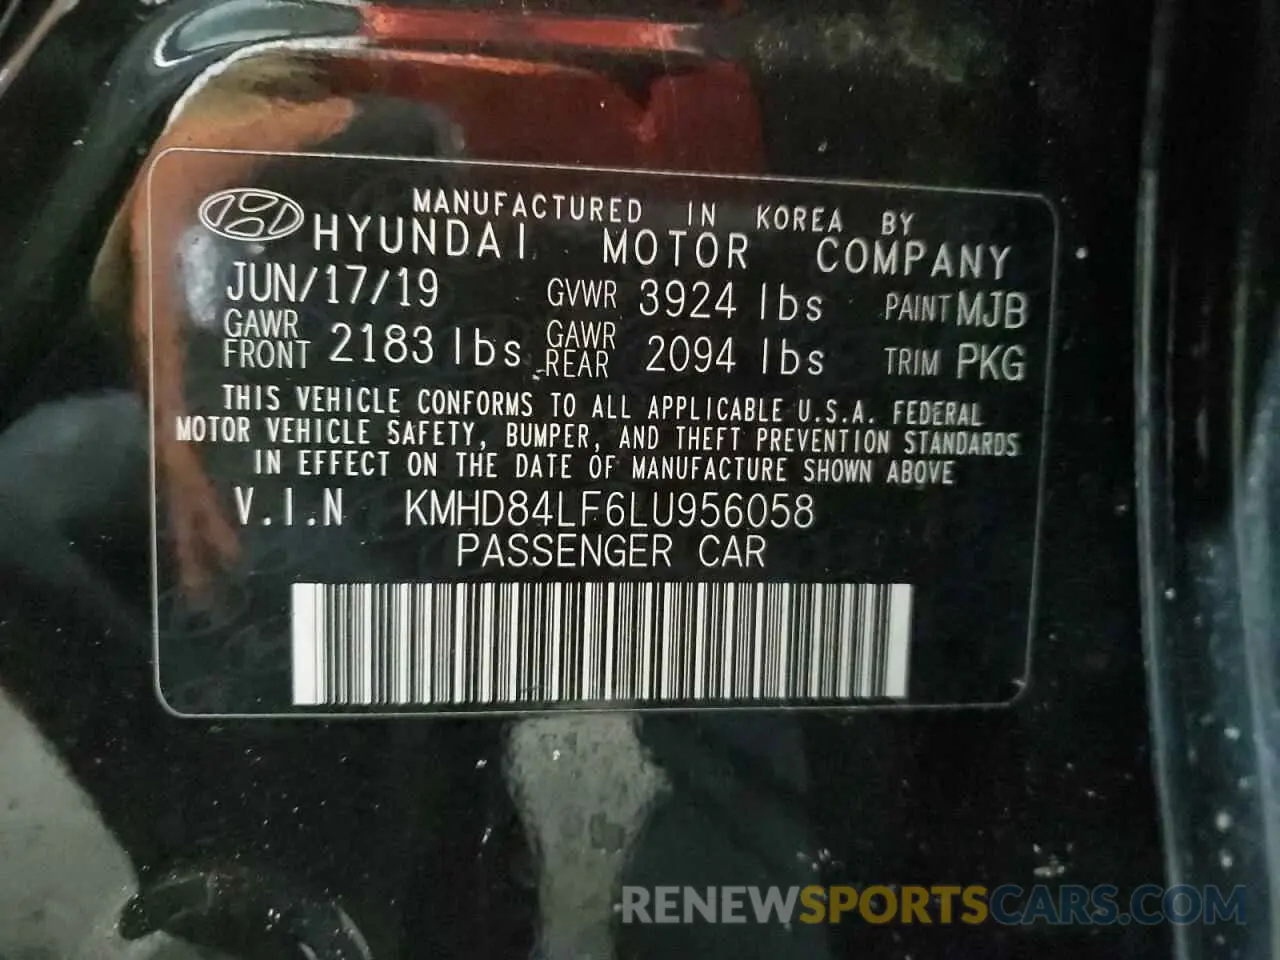 MANUFACTURED IN KOREA BY
HYUNDAI MOTOR COMPANY
JUN/17/19 GVWR 3924 lbs PAINT MJB
GAWR FRONT 2183 lbs GAWR REAR 2094 lbs TRIM PKG
THIS VEHICLE CONFORMS TO ALL APPLICABLE U.S.A. FEDERAL
MOTOR VEHICLE SAFETY, BUMPER, AND THEFT PREVENTION STANDARDS
IN EFFECT ON THE DATE OF MANUFACTURE SHOWN ABOVE
V.I.N KMHD84LF6LU956058
PASSENGER CAR
RENEWSPORTSCARS.COM